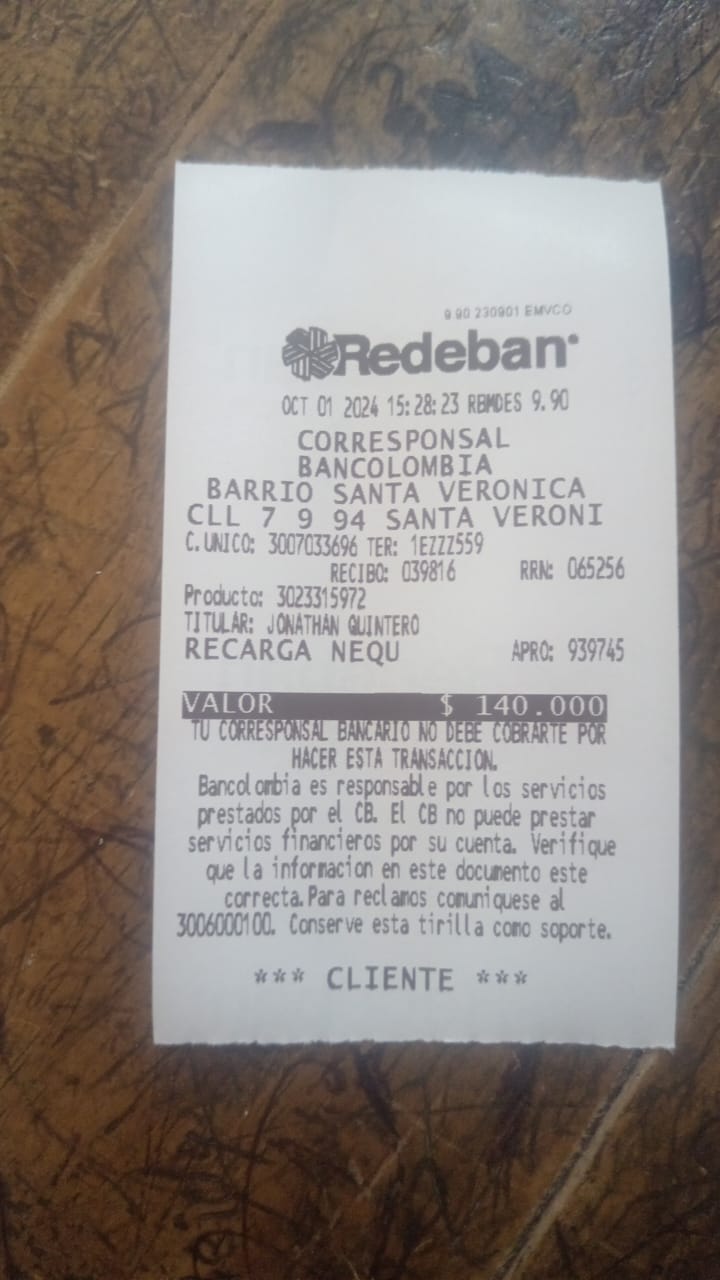 9 90 230901 EMVCO
Redeban
OCT 01 2024 15:28:23 RBMDES 9.90
CORRESPONSAL
BANCOLOMBIA
BARRIO SANTA VERONICA
CLL 7 9 94 SANTA VERONI
C.UNICO: 3007033696 TER: 1EZZZ559
RECIBO: 039816 RRN: 065256
Producto: 3023315972
TITULAR: JONATHAN QUINTERO
RECARGA NEQU APRO: 939745
VALOR $ 140.000
TU CORRESPONSAL BANCARIO NO DEBE COBRARTE POR
HACER ESTA TRANSACCION.
Bancolombia es responsable por los servicios
prestados por el CB. El CB no puede prestar
servicios financieros por su cuenta. Verifique
que la informacion en este documento este
correcta.Para reclamos comuniquese al
3006000100. Conserve esta tirilla como soporte.
*** CLIENTE ***